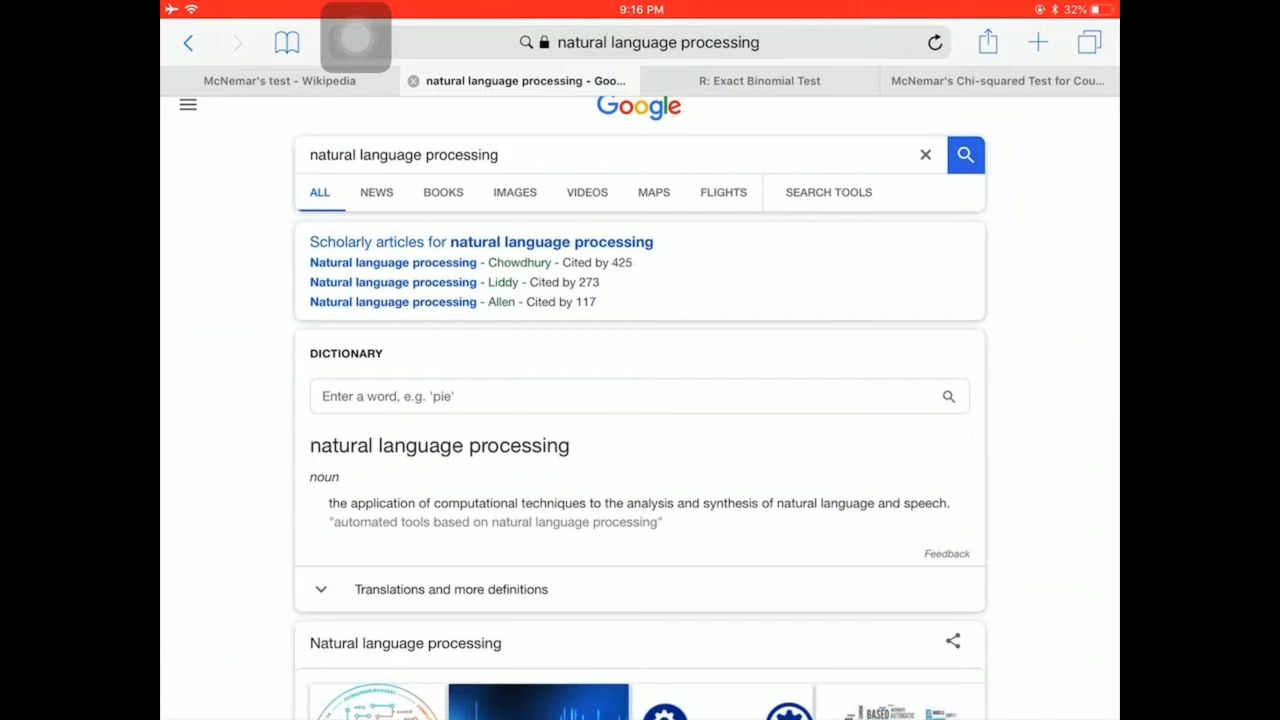 9:16 PM
32%
natural language processing
McNemar's test - Wikipedia
natural language processing - Goo...
R: Exact Binomial Test
McNemar's Chi-squared Test for Cou...
Google
natural language processing
ALL NEWS BOOKS IMAGES VIDEOS MAPS FLIGHTS SEARCH TOOLS
Scholarly articles for natural language processing
Natural language processing - Chowdhury - Cited by 425
Natural language processing - Liddy - Cited by 273
Natural language processing - Allen - Cited by 117
DICTIONARY
Enter a word, e.g. 'pie'
natural language processing
noun
the application of computational techniques to the analysis and synthesis of natural language and speech.
"automated tools based on natural language processing"
Feedback
Translations and more definitions
Natural language processing
BASED